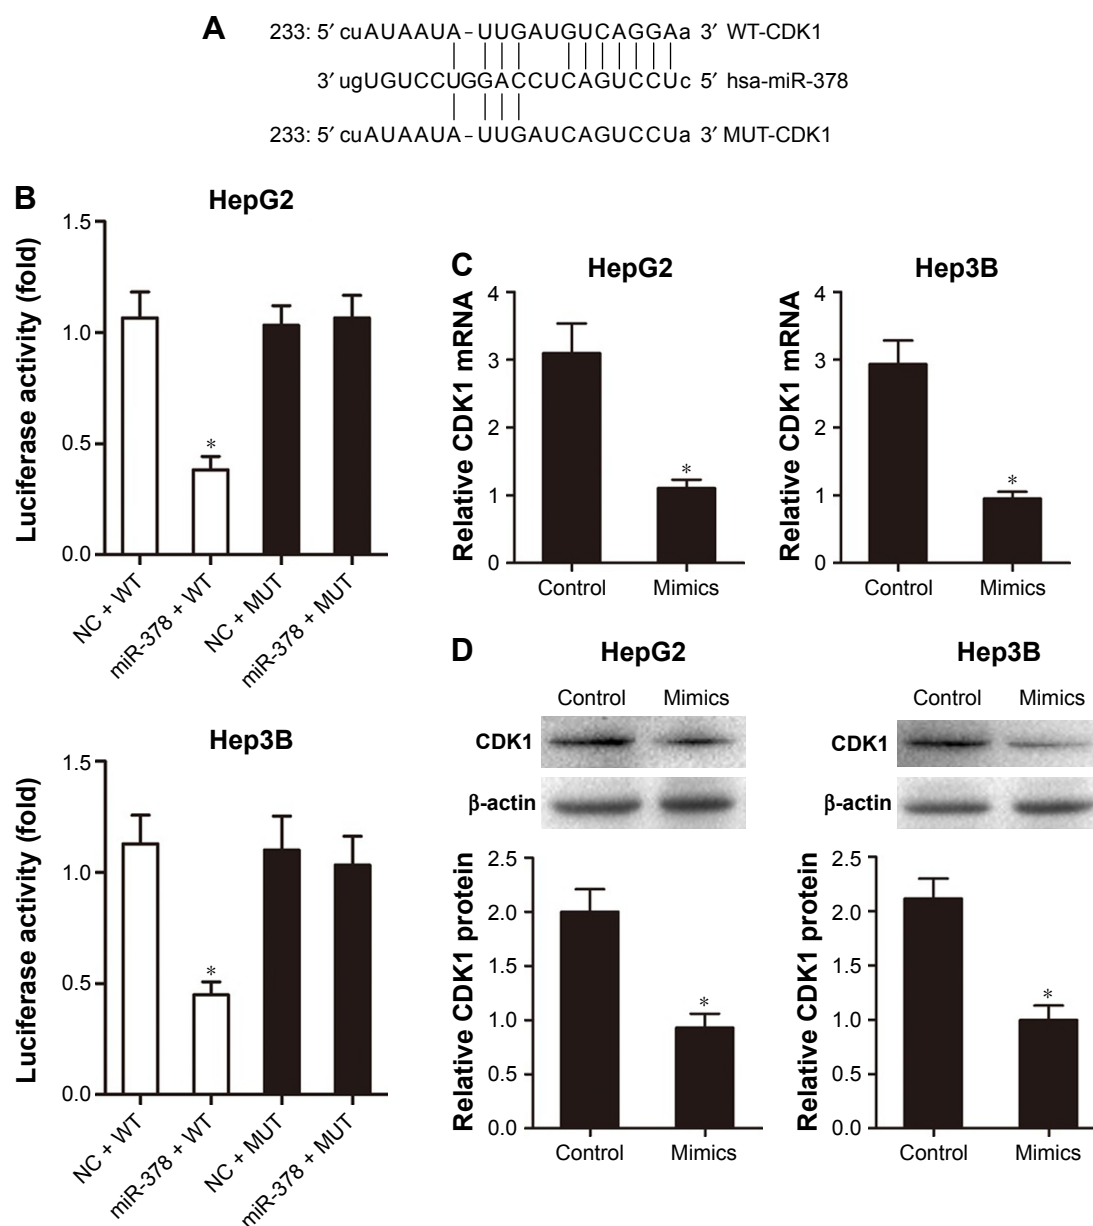 A
233: 5′ cuAUAAUA-UUGAUGUCAGGAa 3′ WT-CDK1
3′ ugUGUCCUGGACCUCAGUCCUc 5′ hsa-miR-378
233: 5′ cuAUAAUA-UUGAUCAGUCCUa 3′ MUT-CDK1
B
HepG2
Luciferase activity (fold)
1.5
1.0
0.5
0.0
*
NC + WT
miR-378 + WT
NC + MUT
miR-378 + MUT
Hep3B
Luciferase activity (fold)
1.5
1.0
0.5
0.0
*
NC + WT
miR-378 + WT
NC + MUT
miR-378 + MUT
C
HepG2
Relative CDK1 mRNA
4
3
2
1
0
*
Control
Mimics
Hep3B
Relative CDK1 mRNA
4
3
2
1
0
*
Control
Mimics
D
HepG2
Control
Mimics
CDK1
β-actin
Relative CDK1 protein
2.5
2.0
1.5
1.0
0.5
0.0
*
Control
Mimics
Hep3B
Control
Mimics
CDK1
β-actin
Relative CDK1 protein
2.5
2.0
1.5
1.0
0.5
0.0
*
Control
Mimics